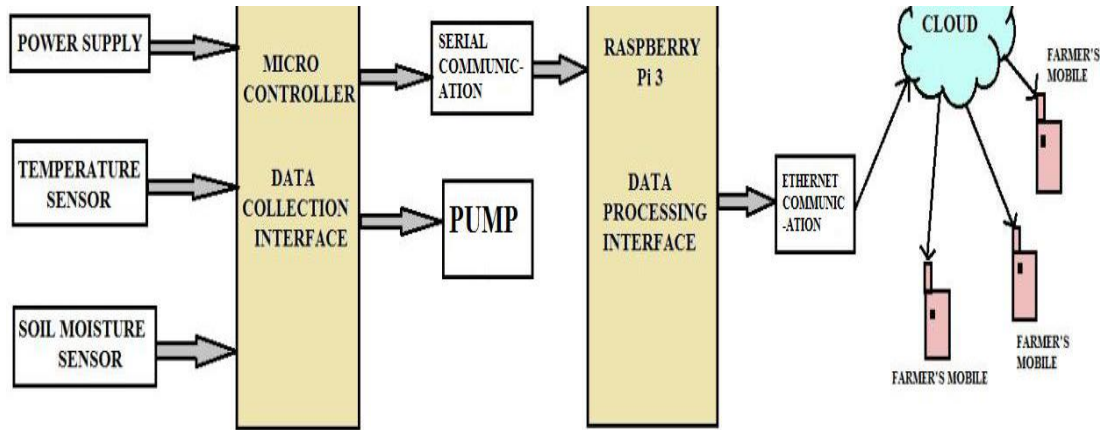 POWER SUPPLY
TEMPERATURE
SENSOR
SOIL MOISTURE
SENSOR
MICRO
CONTROLLER
DATA
COLLECTION
INTERFACE
SERIAL
COMMUNIC-
ATION
PUMP
RASPBERRY
Pi 3
DATA
PROCESSING
INTERFACE
ETHERNET
COMMUNIC
-ATION
CLOUD
FARMER'S
MOBILE
FARMER'S
MOBILE
FARMER'S MOBILE